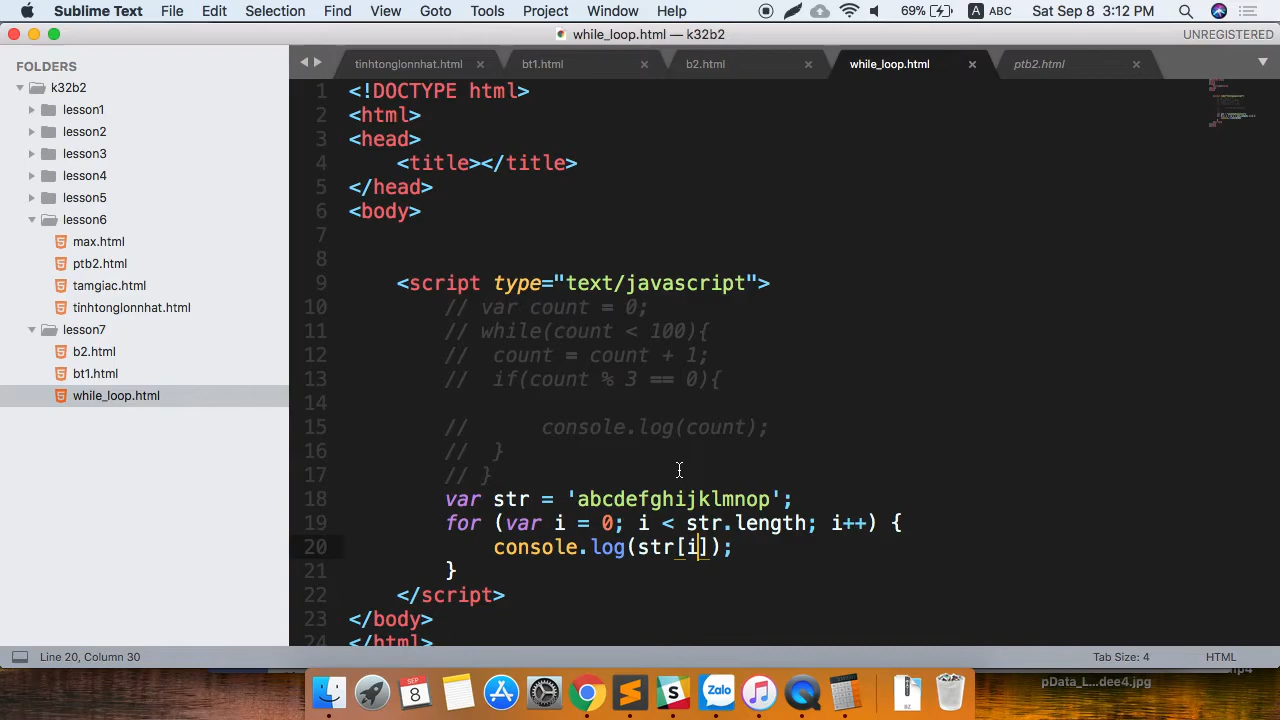 Sublime Text File Edit Selection Find View Goto Tools Project Window Help 69% A ABC Sat Sep 8 3:12 PM
while_loop.html — k32b2 UNREGISTERED
FOLDERS
k32b2
lesson1
lesson2
lesson3
lesson4
lesson5
lesson6
max.html
ptb2.html
tamgiac.html
tinhtonglonnhat.html
lesson7
b2.html
bt1.html
while_loop.html
tinhtonglonnhat.html bt1.html b2.html while_loop.html ptb2.html
1 <!DOCTYPE html>
2 <html>
3 <head>
4 <title></title>
5 </head>
6 <body>
7
8
9 <script type="text/javascript">
10 // var count = 0;
11 // while(count < 100){
12 // count = count + 1;
13 // if(count % 3 == 0){
14
15 // console.log(count);
16 // }
17 // }
18 var str = 'abcdefghijklmnop';
19 for (var i = 0; i < str.length; i++) {
20 console.log(str[i]);
21 }
22 </script>
23 </body>
24 </html>
Line 20, Column 30 Tab Size: 4 HTML
.mp4
pData_L...dee4.jpg
SEP
8
Zalo